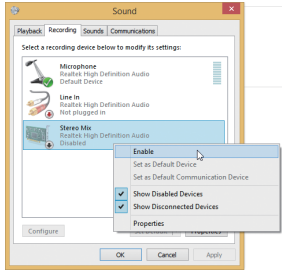 Sound
Playback Recording Sounds Communications
Select a recording device below to modify its settings:
Microphone
Realtek High Definition Audio
Default Device
Line In
Realtek High Definition Audio
Not plugged in
Stereo Mix
Realtek High Definition Audio
Disabled
Enable
Set as Default Device
Set as Default Communication Device
Show Disabled Devices
Show Disconnected Devices
Properties
Configure
Properties
OK Cancel Apply